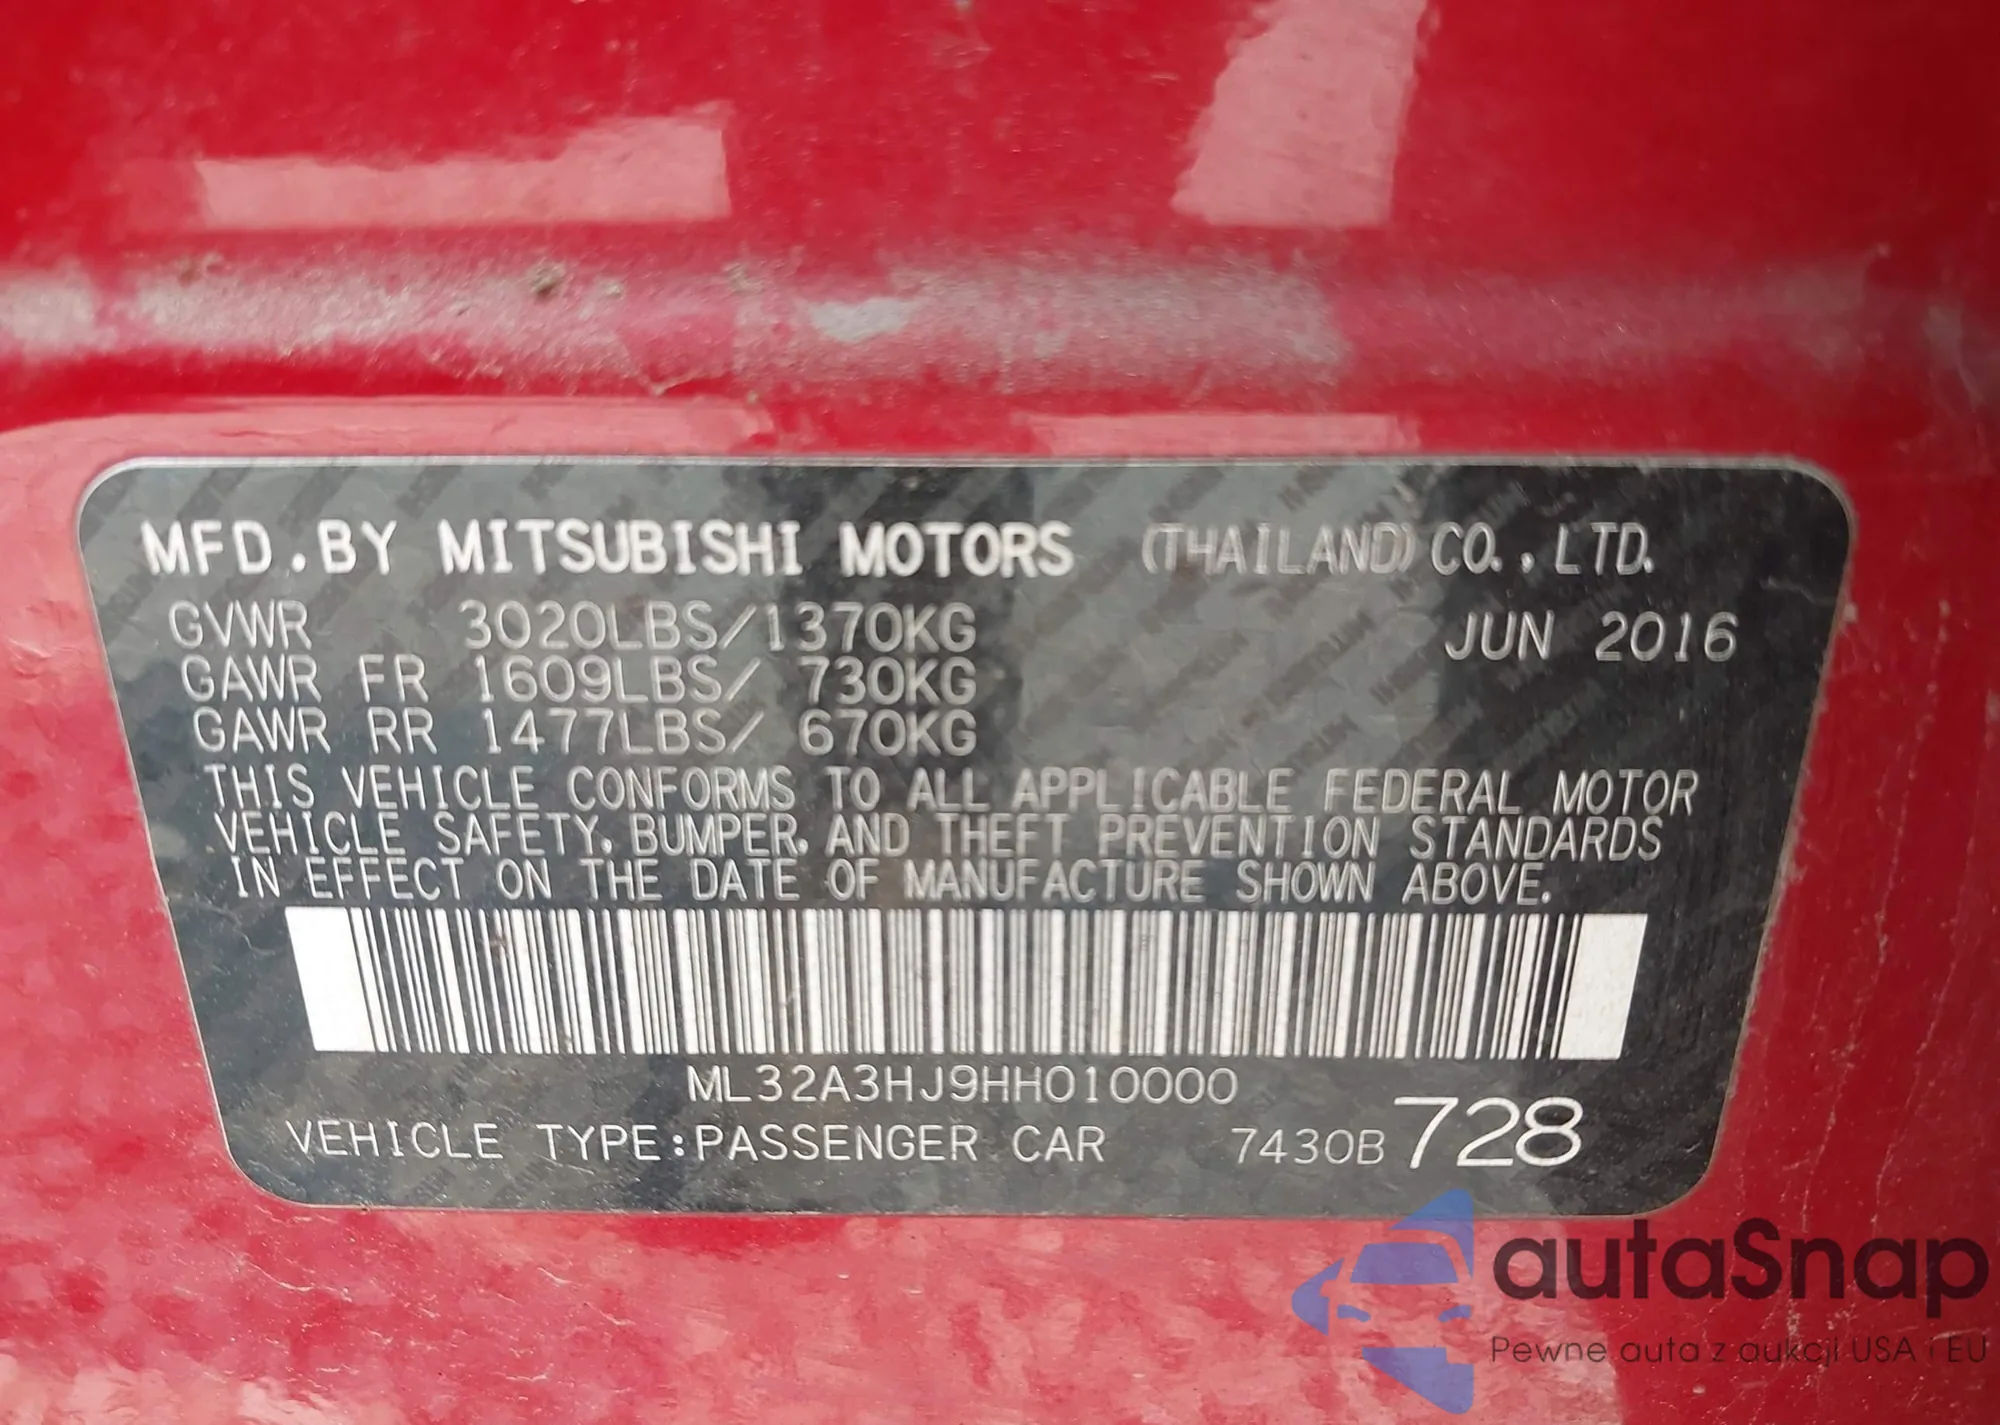 MFD.BY MITSUBISHI MOTORS (THAILAND) CO.,LTD.
GVWR 3020LBS/1370KG JUN 2016
GAWR FR 1609LBS/ 730KG
GAWR RR 1477LBS/ 670KG
THIS VEHICLE CONFORMS TO ALL APPLICABLE FEDERAL MOTOR
VEHICLE SAFETY, BUMPER, AND THEFT PREVENTION STANDARDS
IN EFFECT ON THE DATE OF MANUFACTURE SHOWN ABOVE.
ML32A3HJ9HH010000
VEHICLE TYPE:PASSENGER CAR 7430B 728
autaSnap
Pewne auta z aukcji USA i EU